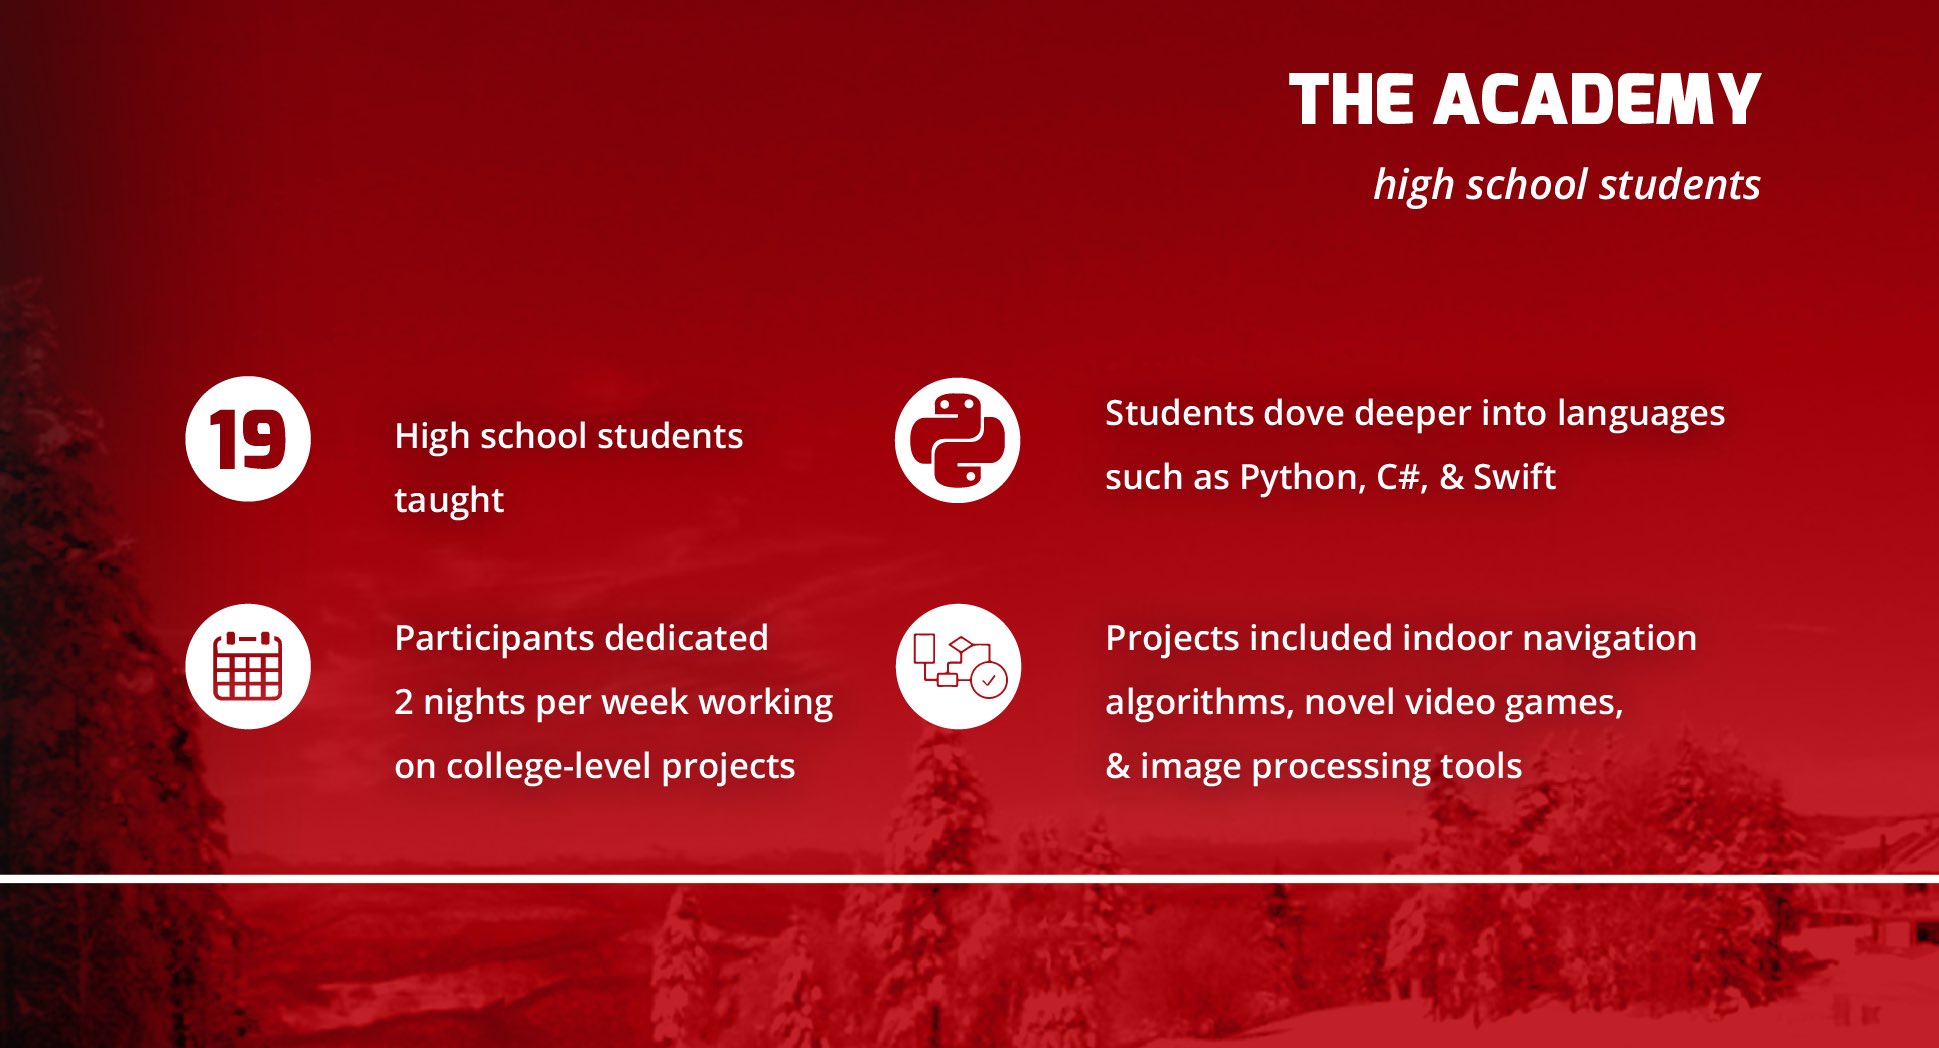 THE ACADEMY
high school students
19
High school students
taught
Students dove deeper into languages
such as Python, C#, & Swift
Participants dedicated
2 nights per week working
on college-level projects
Projects included indoor navigation
algorithms, novel video games,
& image processing tools